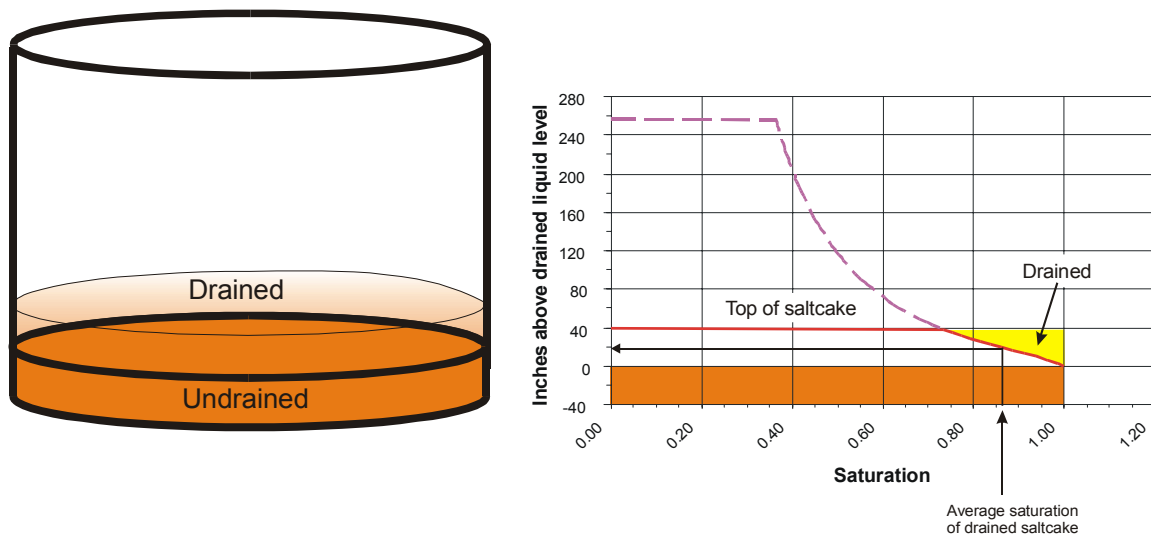 Drained
Undrained
Inches above drained liquid level
280
240
200
160
120
80
40
0
-40
Drained
Top of saltcake
0.00
0.20
0.40
0.60
0.80
1.00
1.20
Saturation
Average saturation
of drained saltcake